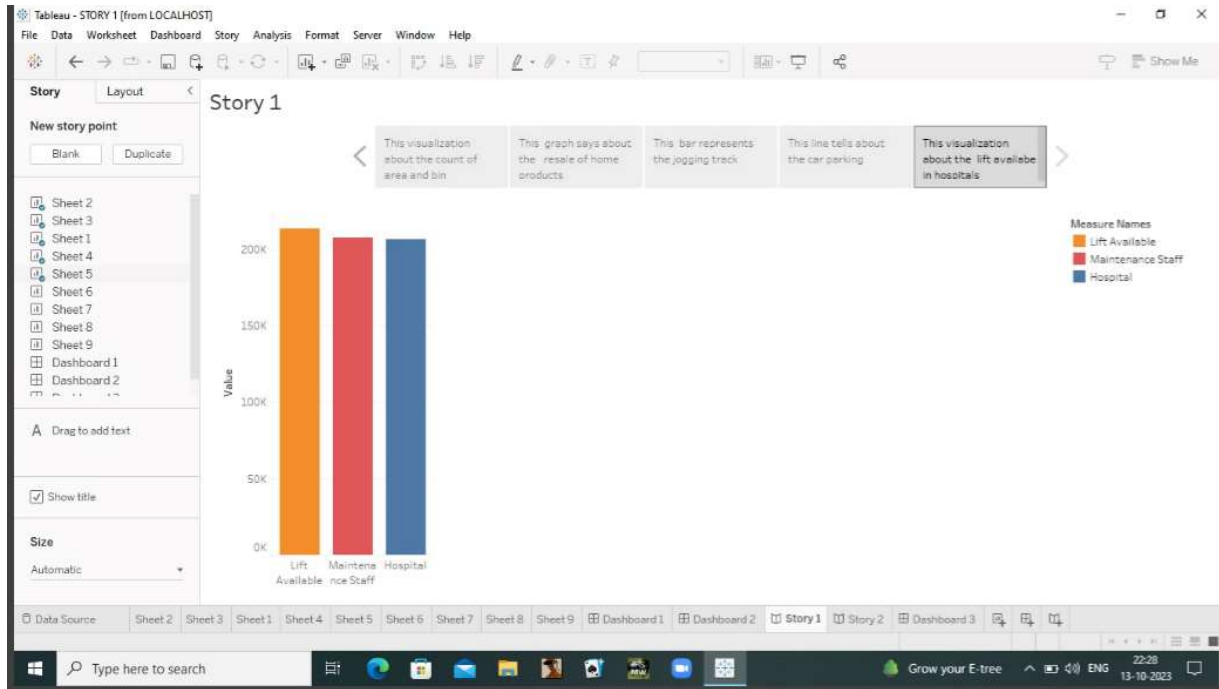 Tableau - STORY 1 [from LOCALHOST]
File Data Worksheet Dashboard Story Analysis Format Server Window Help
Show Me
Story Layout
New story point
Blank Duplicate
Sheet 2
Sheet 3
Sheet 1
Sheet 4
Sheet 5
Sheet 6
Sheet 7
Sheet 8
Sheet 9
Dashboard 1
Dashboard 2
A Drag to add text
Show title
Size
Automatic
Story 1
This visualization
about the count of
area and bin
This graph says about
the resale of home
products
This bar represents
the jogging track
This line tells about
the car parking
This visualization
about the lift availabe
in hospitals
Value
200K
150K
100K
50K
0K
Lift
Available
Maintena
nce Staff
Hospital
Measure Names
Lift Available
Maintenance Staff
Hospital
Data Source Sheet 2 Sheet 3 Sheet 1 Sheet 4 Sheet 5 Sheet 6 Sheet 7 Sheet 8 Sheet 9 Dashboard 1 Dashboard 2 Story 1 Story 2 Dashboard 3
Type here to search
Grow your E-tree
ENG
22:28
13-10-2023